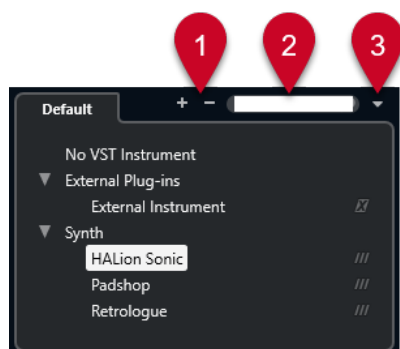 1 2 3
Default + −
No VST Instrument
External Plug-ins
External Instrument
Synth
HALion Sonic
Padshop
Retrologue